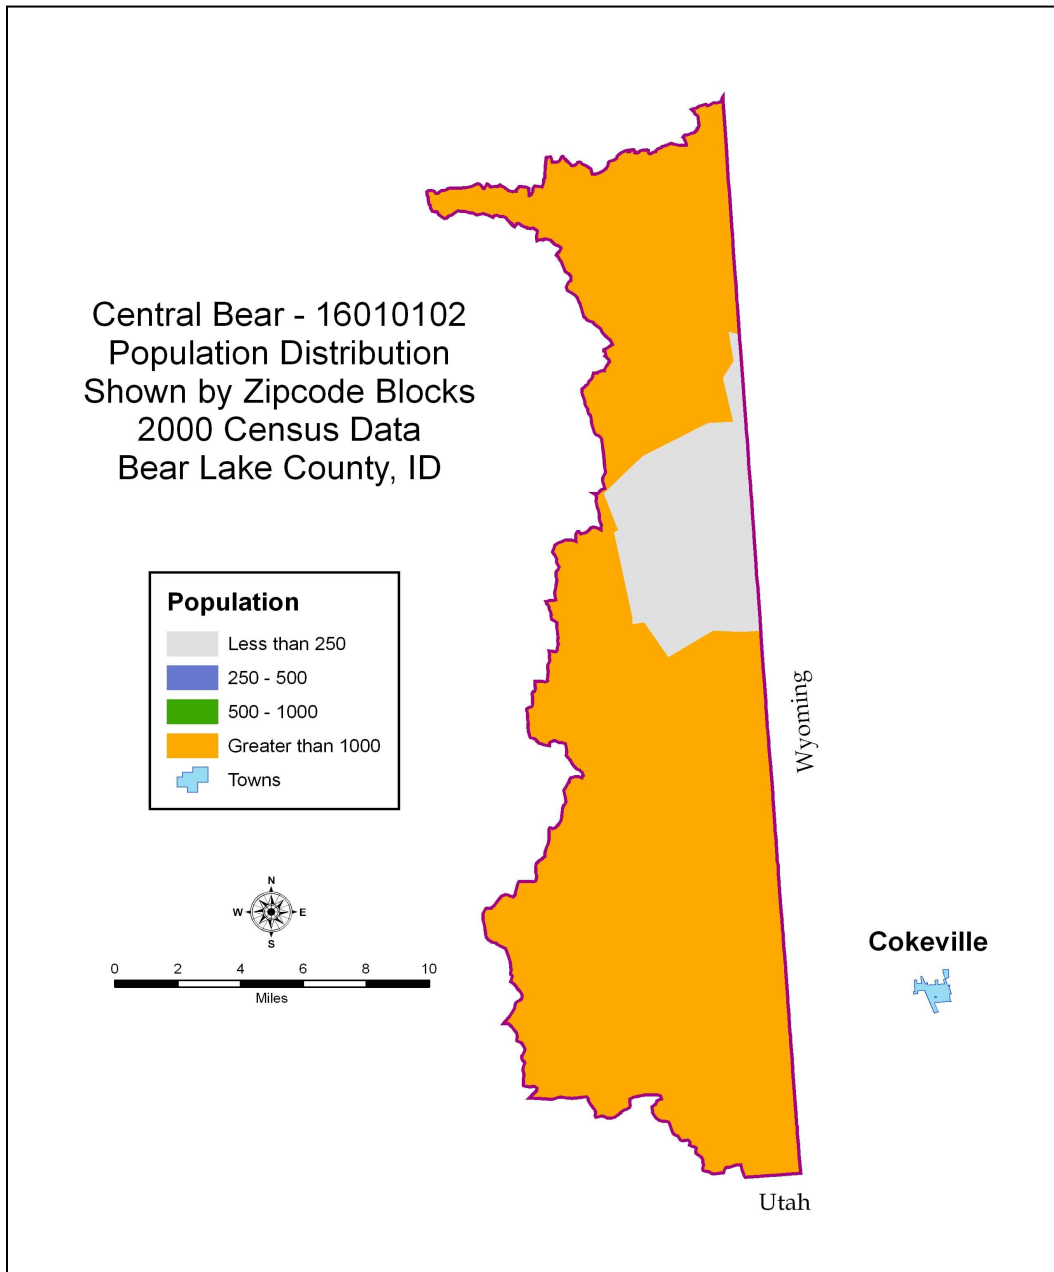 Central Bear - 16010102
Population Distribution
Shown by Zipcode Blocks
2000 Census Data
Bear Lake County, ID
Population
Less than 250
250 - 500
500 - 1000
Greater than 1000
Towns
N
W E
S
0 2 4 6 8 10
Miles
Wyoming
Cokeville
Utah